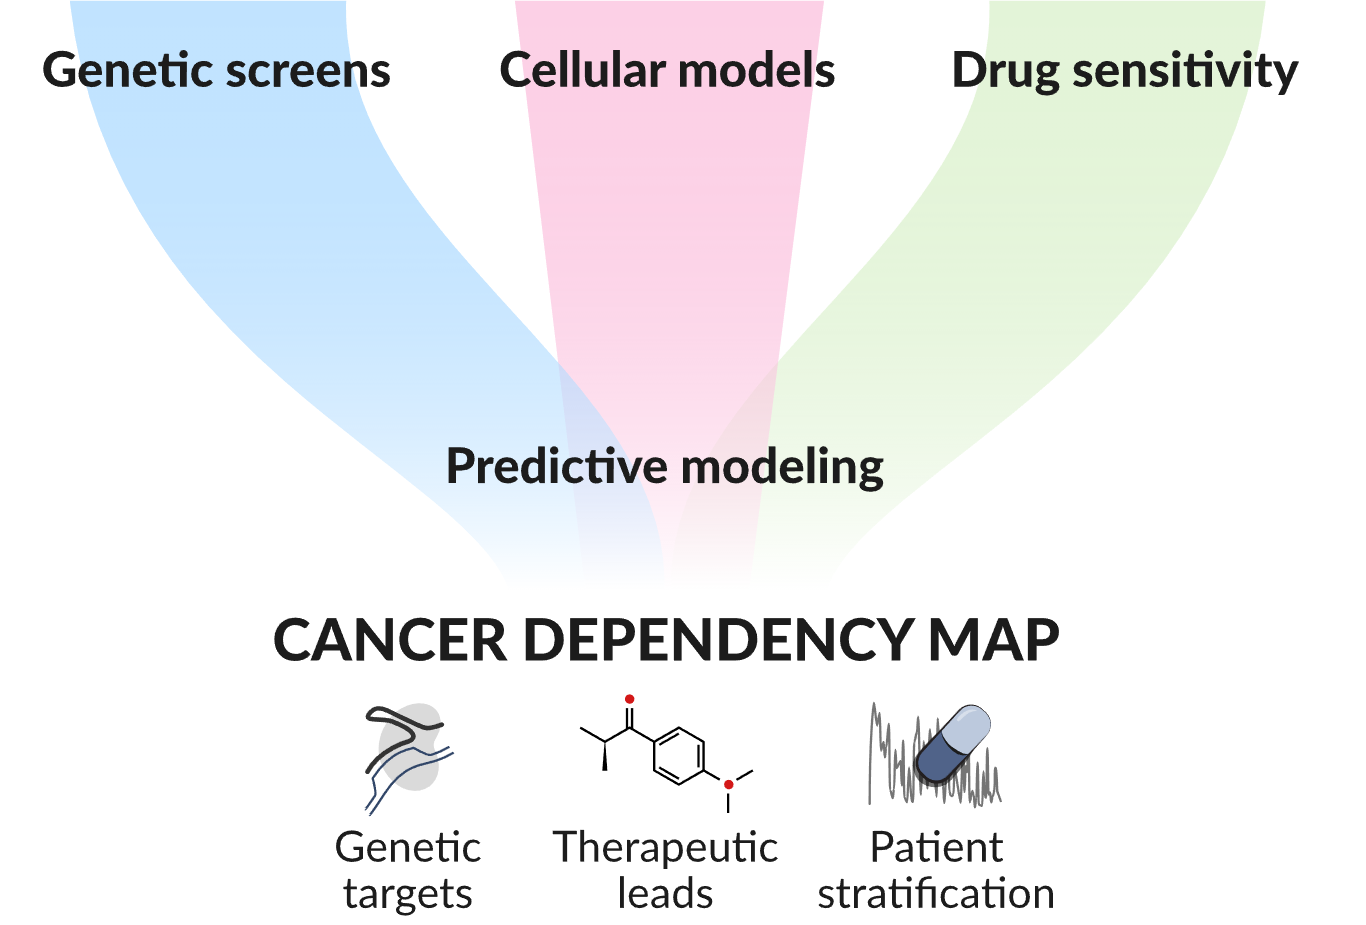 Genetic screens
Cellular models
Drug sensitivity
Predictive modeling
CANCER DEPENDENCY MAP
Genetic
targets
Therapeutic
leads
Patient
stratification